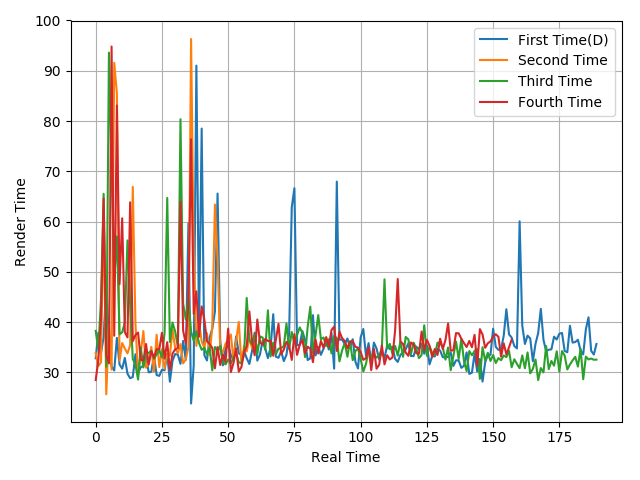 First Time(D)
Second Time
Third Time
Fourth Time
100
90
80
70
60
50
40
30
Render Time
0
25
50
75
100
125
150
175
Real Time